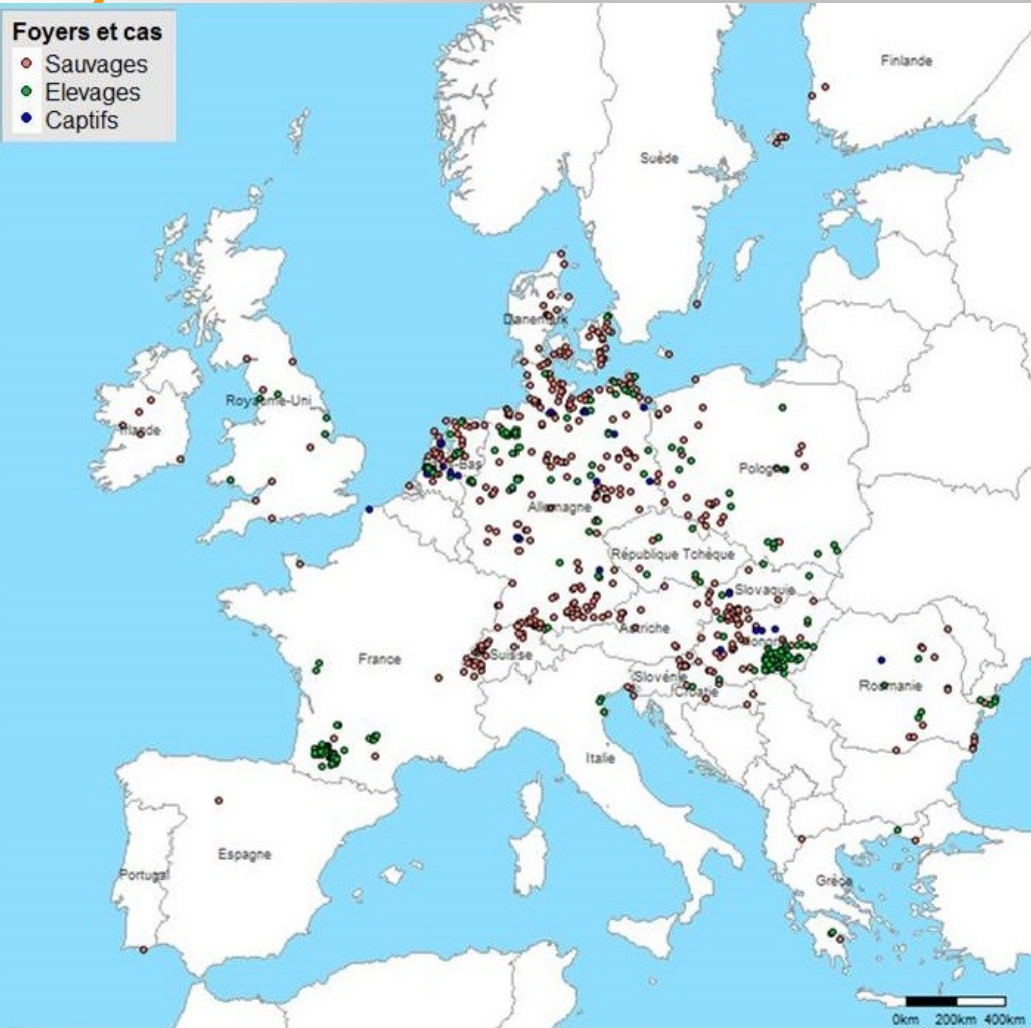 Foyers et cas
Sauvages
Elevages
Captifs
Finlande
Suède
Danemark
Royaume-Uni
Irlande
Bas
Pologne
Allemagne
République Tchèque
Slovaquie
Autriche
Hongrie
France
Suisse
Slovénie
Croatie
Roumanie
Italie
Espagne
Portugal
Grèce
0km 200km 400km